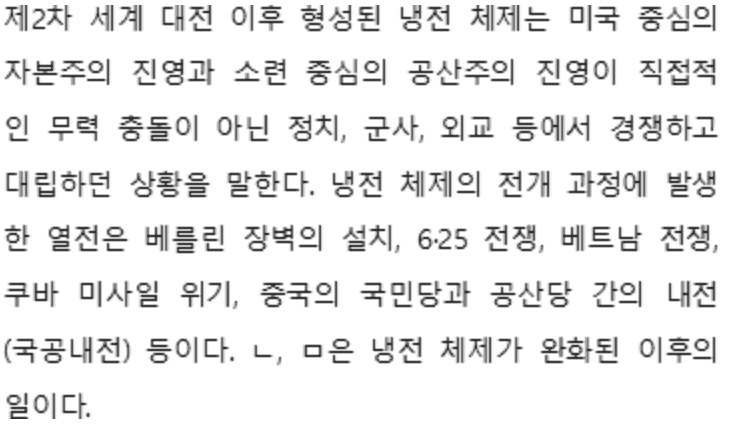 제2차 세계 대전 이후 형성된 냉전 체제는 미국 중심의
자본주의 진영과 소련 중심의 공산주의 진영이 직접적
인 무력 충돌이 아닌 정치, 군사, 외교 등에서 경쟁하고
대립하던 상황을 말한다. 냉전 체제의 전개 과정에 발생
한 열전은 베를린 장벽의 설치, 6·25 전쟁, 베트남 전쟁,
쿠바 미사일 위기, 중국의 국민당과 공산당 간의 내전
(국공내전) 등이다. ㄴ, ㅁ은 냉전 체제가 완화된 이후의
일이다.